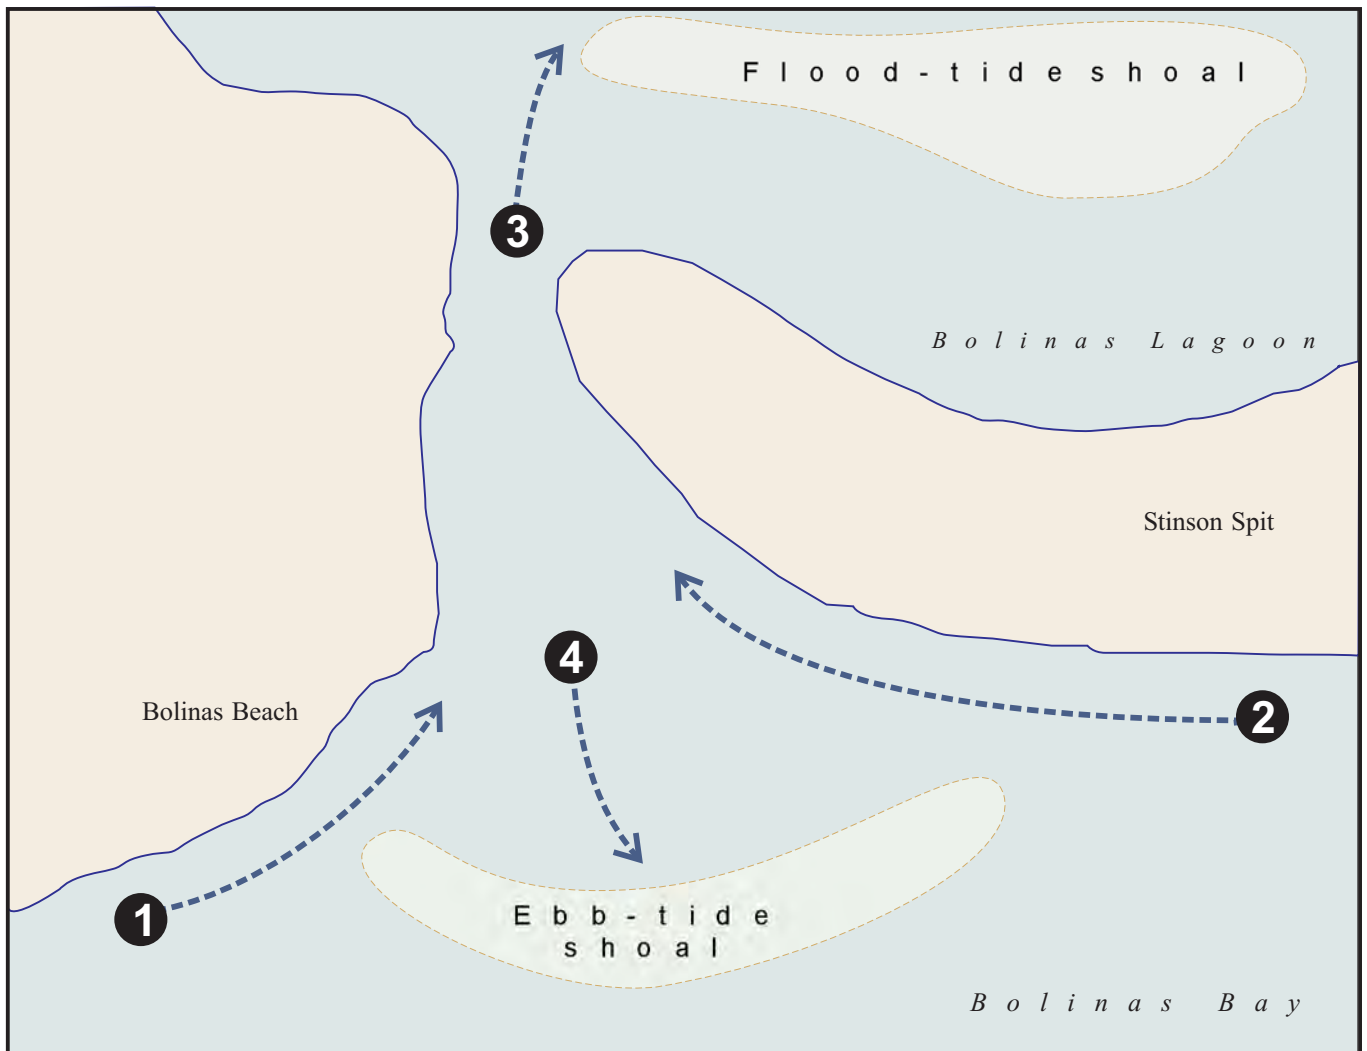 Flood-tide shoal
3
Bolinas Lagoon
Stinson Spit
4
Bolinas Beach
2
1
Ebb-tide
shoal
Bolinas Bay